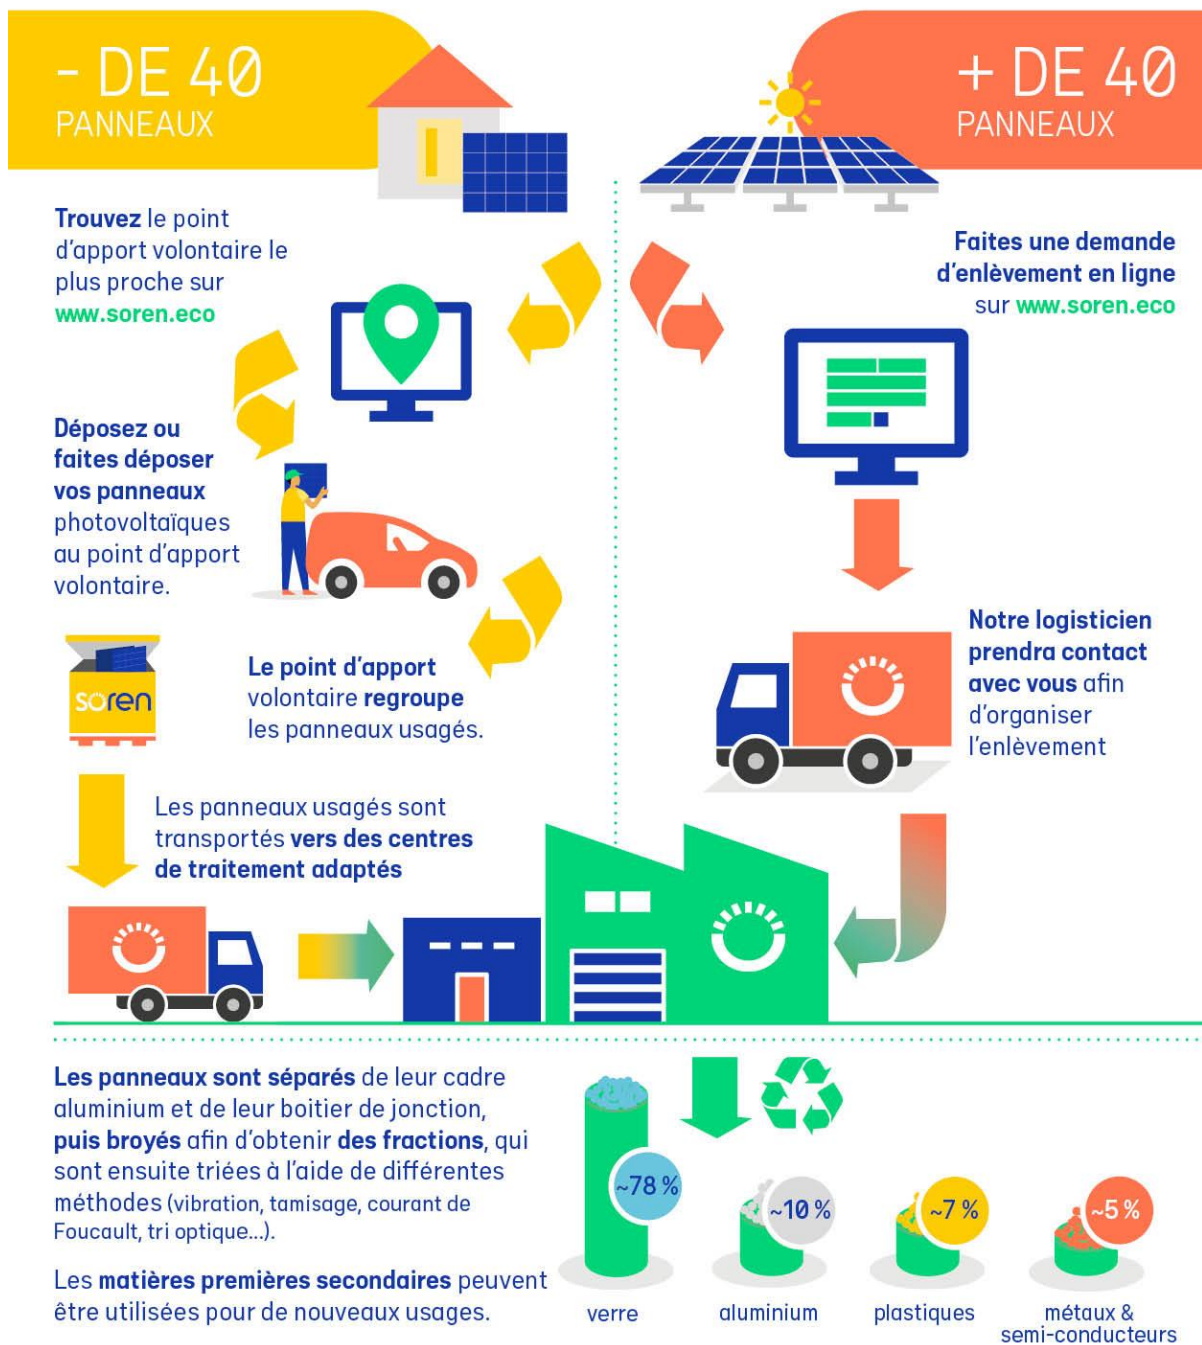 - DE 40
PANNEAUX
+ DE 40
PANNEAUX
Trouvez le point
d'apport volontaire le
plus proche sur
www.soren.eco
Faites une demande
d'enlèvement en ligne
sur www.soren.eco
Déposez ou
faites déposer
vos panneaux
photovoltaïques
au point d'apport
volontaire.
soren
Le point d'apport
volontaire regroupe
les panneaux usagés.
Notre logisticien
prendra contact
avec vous afin
d'organiser
l'enlèvement
Les panneaux usagés sont
transportés vers des centres
de traitement adaptés
Les panneaux sont séparés de leur cadre
aluminium et de leur boitier de jonction,
puis broyés afin d'obtenir des fractions, qui
sont ensuite triées à l'aide de différentes
méthodes (vibration, tamisage, courant de
Foucault, tri optique...).
Les matières premières secondaires peuvent
être utilisées pour de nouveaux usages.
~78 %
~10 %
~7 %
~5 %
verre
aluminium
plastiques
métaux &
semi-conducteurs